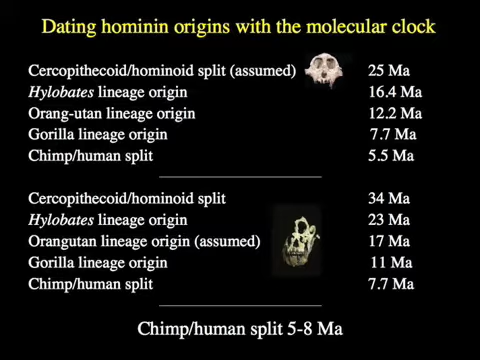 Dating hominin origins with the molecular clock
Cercopithecoid/hominoid split (assumed) 25 Ma
Hylobates lineage origin 16.4 Ma
Orang-utan lineage origin 12.2 Ma
Gorilla lineage origin 7.7 Ma
Chimp/human split 5.5 Ma
Cercopithecoid/hominoid split 34 Ma
Hylobates lineage origin 23 Ma
Orangutan lineage origin (assumed) 17 Ma
Gorilla lineage origin 11 Ma
Chimp/human split 7.7 Ma
Chimp/human split 5-8 Ma